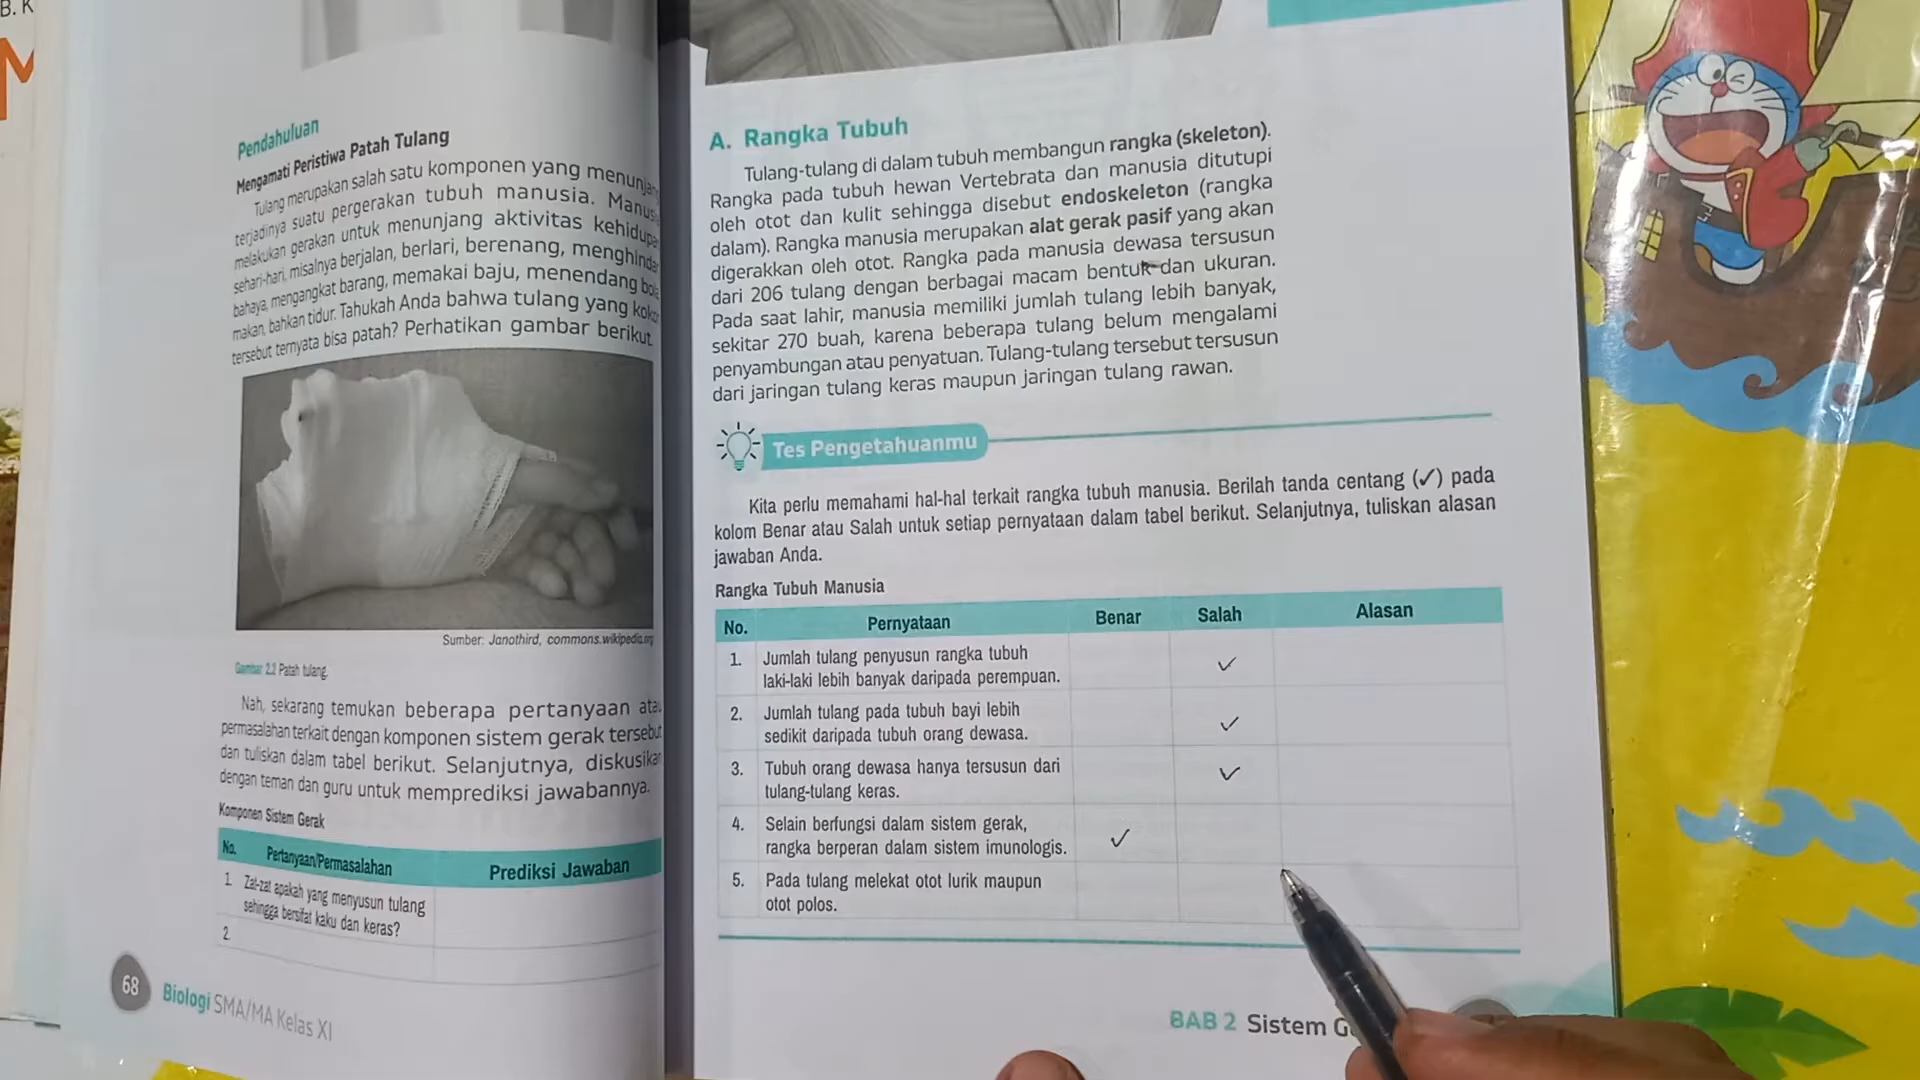 B. K
M
Pendahuluan
Mengamati Peristiwa Patah Tulang
Tulang merupakan salah satu komponen yang menunjan
terjadinya suatu pergerakan tubuh manusia. Manus
melakukan gerakan untuk menunjang aktivitas kehidupa
sehari-hari, misalnya berjalan, berlari, berenang, menghinda
bahaya, mengangkat barang, memakai baju, menendang bola
makan, bahkan tidur. Tahukah Anda bahwa tulang yang koko
tersebut ternyata bisa patah? Perhatikan gambar berikut.
Sumber: Janothird, commons.wikipedia.org
Gambar 2.2 Patah tulang.
Nah, sekarang temukan beberapa pertanyaan ata
permasalahan terkait dengan komponen sistem gerak tersebut
dan tuliskan dalam tabel berikut. Selanjutnya, diskusikan
dengan teman dan guru untuk memprediksi jawabannya.
Komponen Sistem Gerak
No. Pertanyaan/Permasalahan Prediksi Jawaban
1. Zat-zat apakah yang menyusun tulang
sehingga bersifat kaku dan keras?
2.
68 Biologi SMA/MA Kelas XI
A. Rangka Tubuh
Tulang-tulang di dalam tubuh membangun rangka (skeleton).
Rangka pada tubuh hewan Vertebrata dan manusia ditutupi
oleh otot dan kulit sehingga disebut endoskeleton (rangka
dalam). Rangka manusia merupakan alat gerak pasif yang akan
digerakkan oleh otot. Rangka pada manusia dewasa tersusun
dari 206 tulang dengan berbagai macam bentuk dan ukuran.
Pada saat lahir, manusia memiliki jumlah tulang lebih banyak,
sekitar 270 buah, karena beberapa tulang belum mengalami
penyambungan atau penyatuan. Tulang-tulang tersebut tersusun
dari jaringan tulang keras maupun jaringan tulang rawan.
Tes Pengetahuanmu
Kita perlu memahami hal-hal terkait rangka tubuh manusia. Berilah tanda centang (✓) pada
kolom Benar atau Salah untuk setiap pernyataan dalam tabel berikut. Selanjutnya, tuliskan alasan
jawaban Anda.
Rangka Tubuh Manusia
No. Pernyataan Benar Salah Alasan
1. Jumlah tulang penyusun rangka tubuh
laki-laki lebih banyak daripada perempuan. ✓
2. Jumlah tulang pada tubuh bayi lebih
sedikit daripada tubuh orang dewasa. ✓
3. Tubuh orang dewasa hanya tersusun dari
tulang-tulang keras. ✓
4. Selain berfungsi dalam sistem gerak,
rangka berperan dalam sistem imunologis. ✓
5. Pada tulang melekat otot lurik maupun
otot polos.
BAB 2 Sistem G